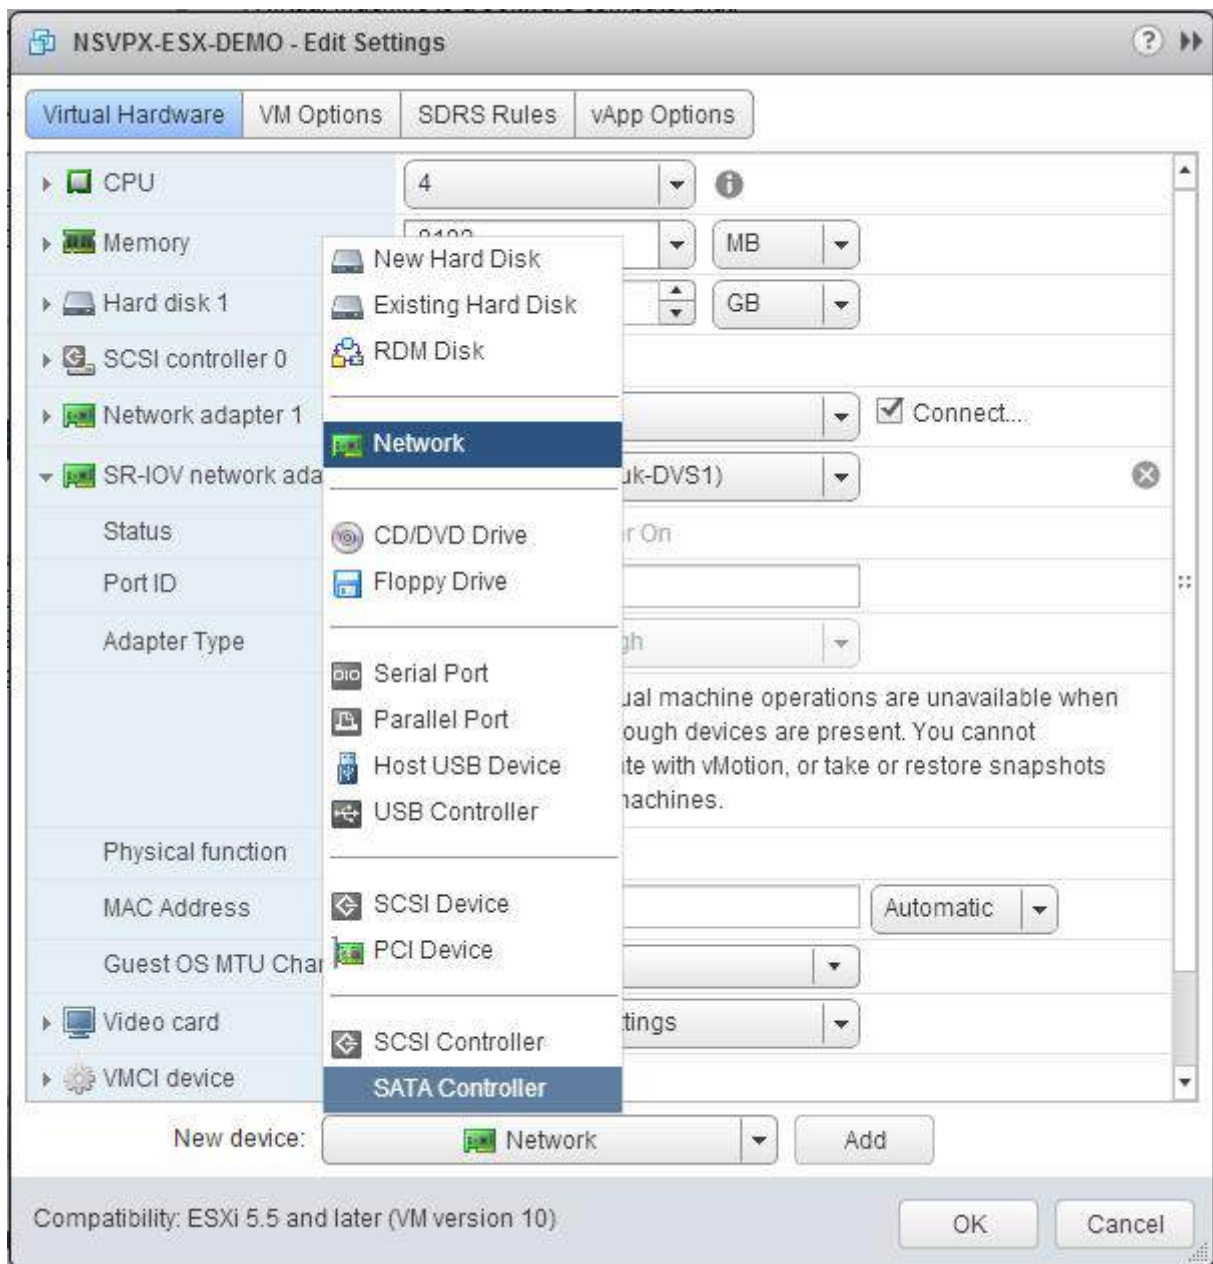 NSVPX-ESX-DEMO - Edit Settings
Virtual Hardware VM Options SDRS Rules vApp Options
CPU 4
Memory MB
New Hard Disk
Hard disk 1 Existing Hard Disk GB
RDM Disk
SCSI controller 0
Network adapter 1 Connect...
Network
SR-IOV network ada uk-DVS1)
Status CD/DVD Drive r On
Port ID Floppy Drive
Adapter Type gh
Serial Port ual machine operations are unavailable when
Parallel Port ough devices are present. You cannot
Host USB Device te with vMotion, or take or restore snapshots
USB Controller machines.
Physical function
MAC Address SCSI Device Automatic
Guest OS MTU Chan PCI Device
Video card tings
SCSI Controller
VMCI device SATA Controller
New device: Network Add
Compatibility: ESXi 5.5 and later (VM version 10) OK Cancel